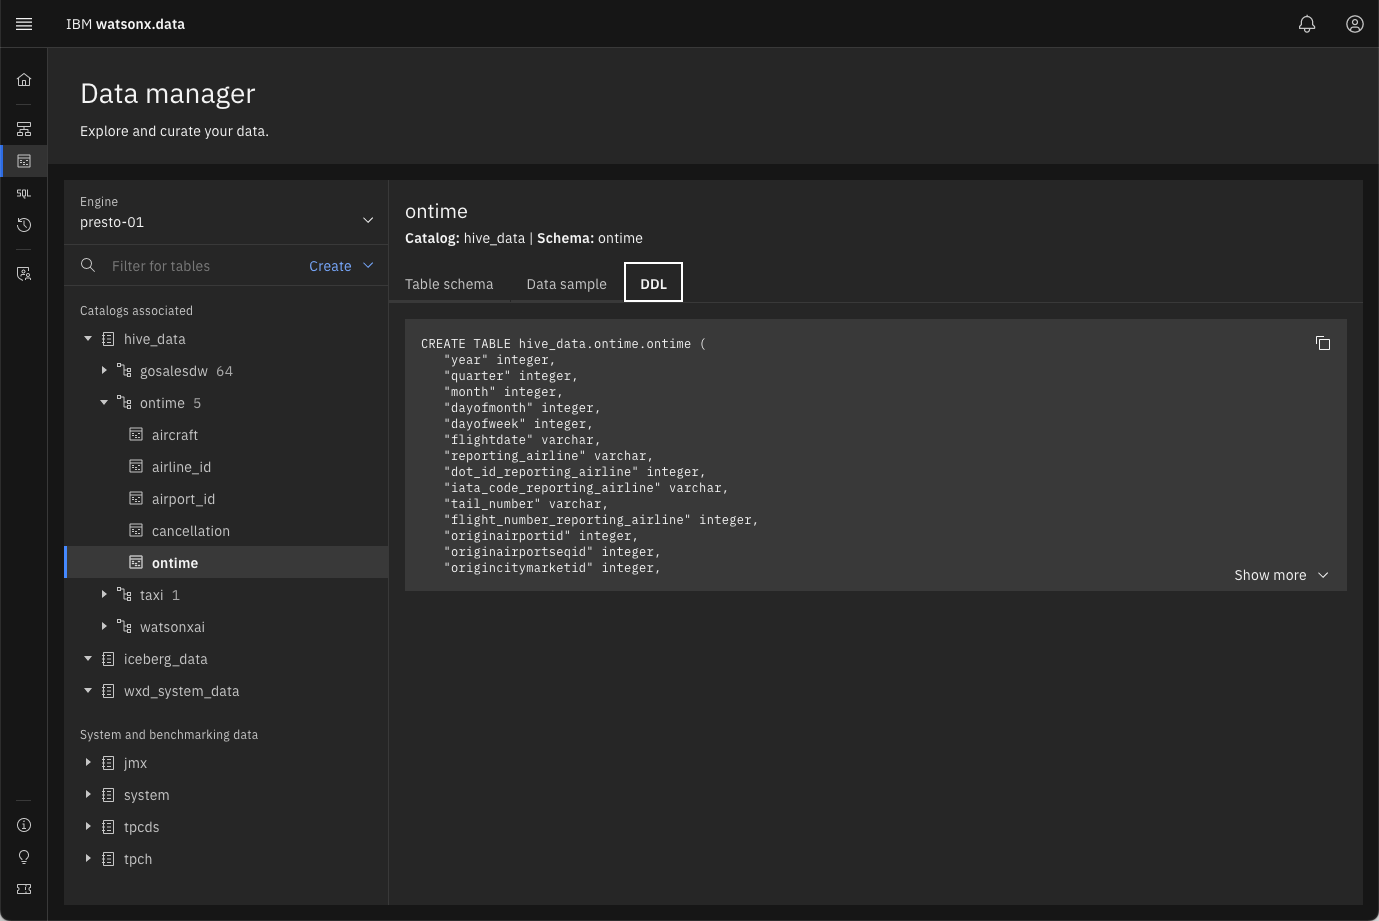 IBM watsonx.data
Data manager
Explore and curate your data.
SQL
Engine
presto-01
Filter for tables
Create
Catalogs associated
hive_data
gosalesdw 64
ontime 5
aircraft
airline_id
airport_id
cancellation
ontime
taxi 1
watsonxai
iceberg_data
wxd_system_data
System and benchmarking data
jmx
system
tpcds
tpch
ontime
Catalog: hive_data | Schema: ontime
Table schema
Data sample
DDL
CREATE TABLE hive_data.ontime.ontime (
"year" integer,
"quarter" integer,
"month" integer,
"dayofmonth" integer,
"dayofweek" integer,
"flightdate" varchar,
"reporting_airline" varchar,
"dot_id_reporting_airline" integer,
"iata_code_reporting_airline" varchar,
"tail_number" varchar,
"flight_number_reporting_airline" integer,
"originairportid" integer,
"originairportseqid" integer,
"origincitymarketid" integer,
Show more